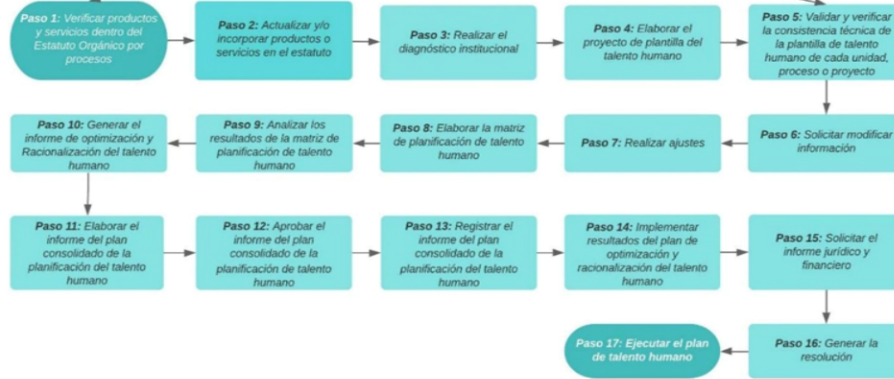 Paso 1: Verificar productos
y servicios dentro del
Estatuto Orgánico por
procesos
Paso 2: Actualizar y/o
incorporar productos o
servicios en el estatuto
Paso 3: Realizar el
diagnóstico institucional
Paso 4: Elaborar el
proyecto de plantilla del
talento humano
Paso 5: Validar y verificar
la consistencia técnica de
la plantilla de talento
humano de cada unidad,
proceso o proyecto
Paso 6: Solicitar modificar
información
Paso 7: Realizar ajustes
Paso 8: Elaborar la matriz
de planificación de talento
humano
Paso 9: Analizar los
resultados de la matriz de
planificación de talento
humano
Paso 10: Generar el
informe de optimización y
Racionalización del talento
humano
Paso 11: Elaborar el
informe del plan
consolidado de la
planificación del talento
humano
Paso 12: Aprobar el
informe del plan
consolidado de la
planificación de talento
humano
Paso 13: Registrar el
informe del plan
consolidado de la
planificación del talento
humano
Paso 14: Implementar
resultados del plan de
optimización y
racionalización del talento
humano
Paso 15: Solicitar el
informe jurídico y
financiero
Paso 16: Generar la
resolución
Paso 17: Ejecutar el plan
de talento humano